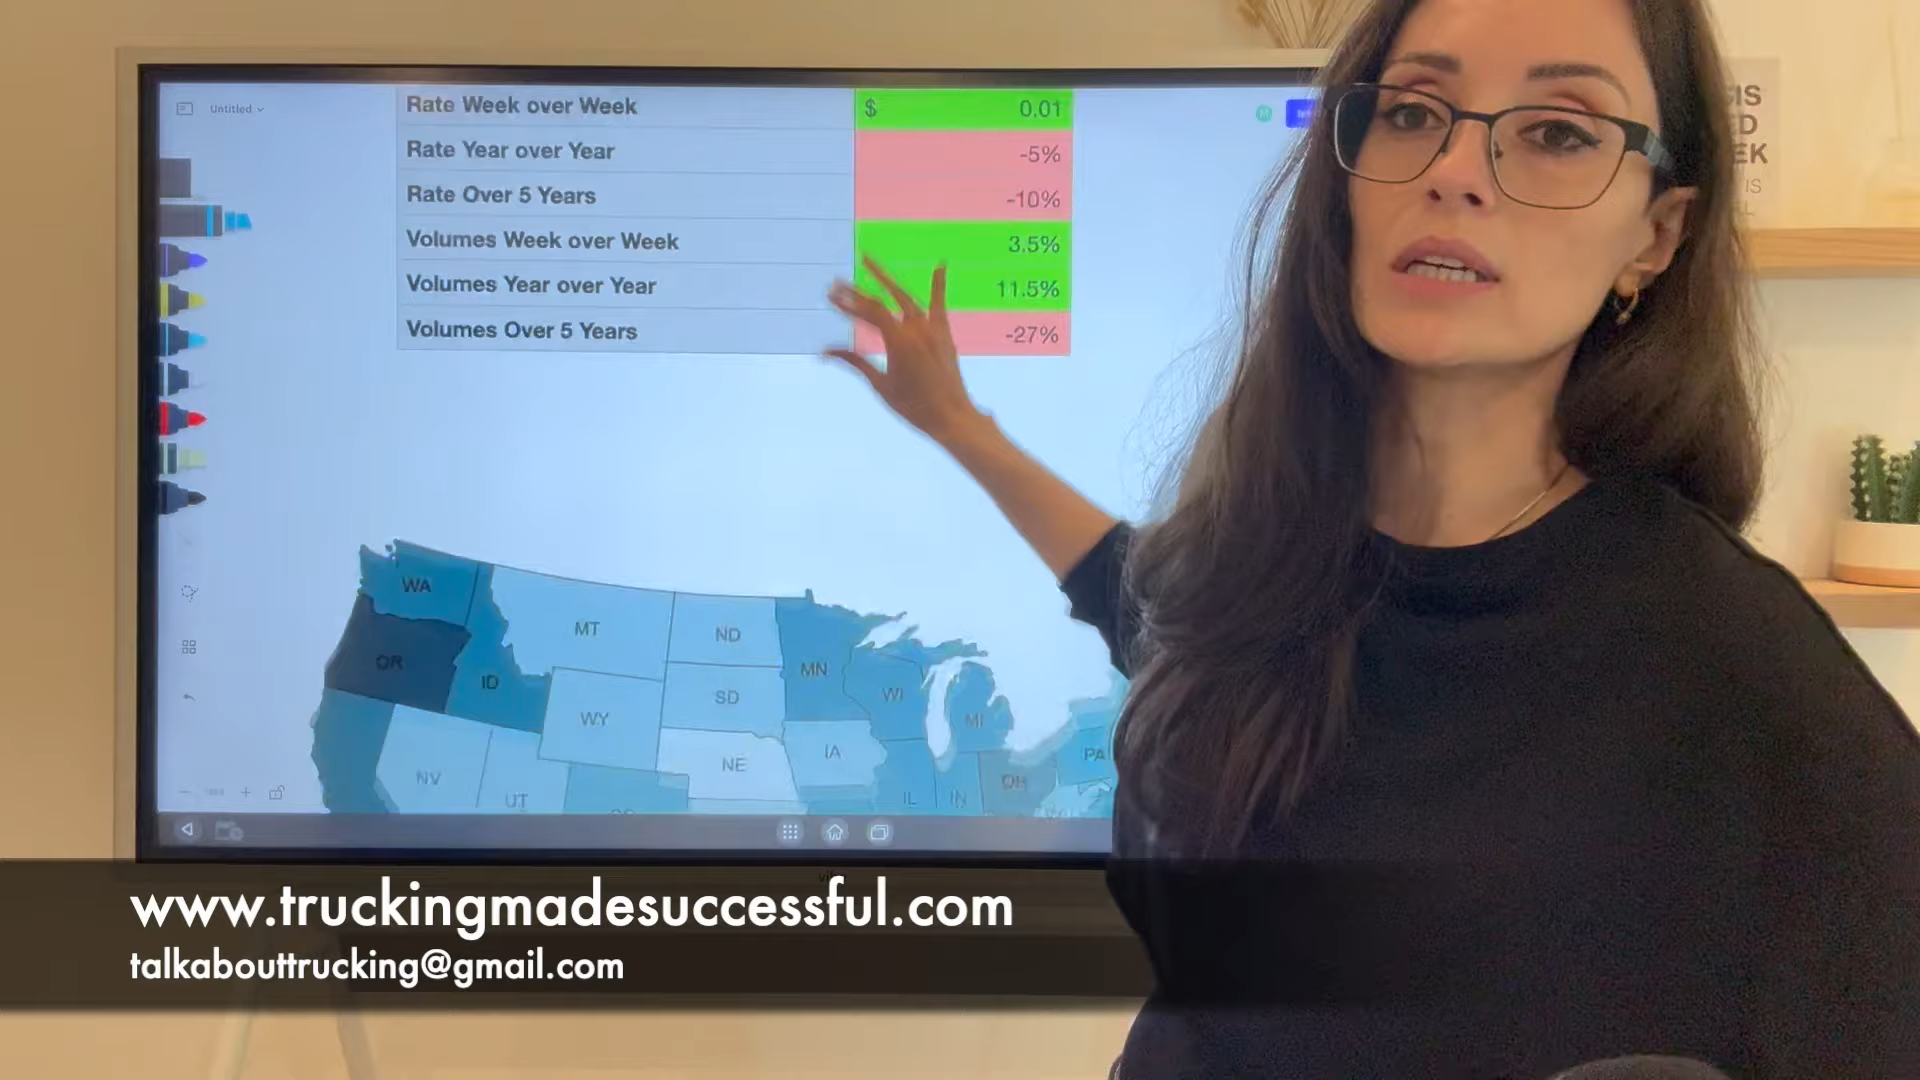 Untitled
Rate Week over Week $ 0.01
Rate Year over Year -5%
Rate Over 5 Years -10%
Volumes Week over Week 3.5%
Volumes Year over Year 11.5%
Volumes Over 5 Years -27%
WA
MT
ND
OR
ID
MN
SD
WI
WY
MI
NV
UT
NE
IA
PA
IL
IN
OH
IS
www.truckingmadesuccessful.com
talkabouttrucking@gmail.com